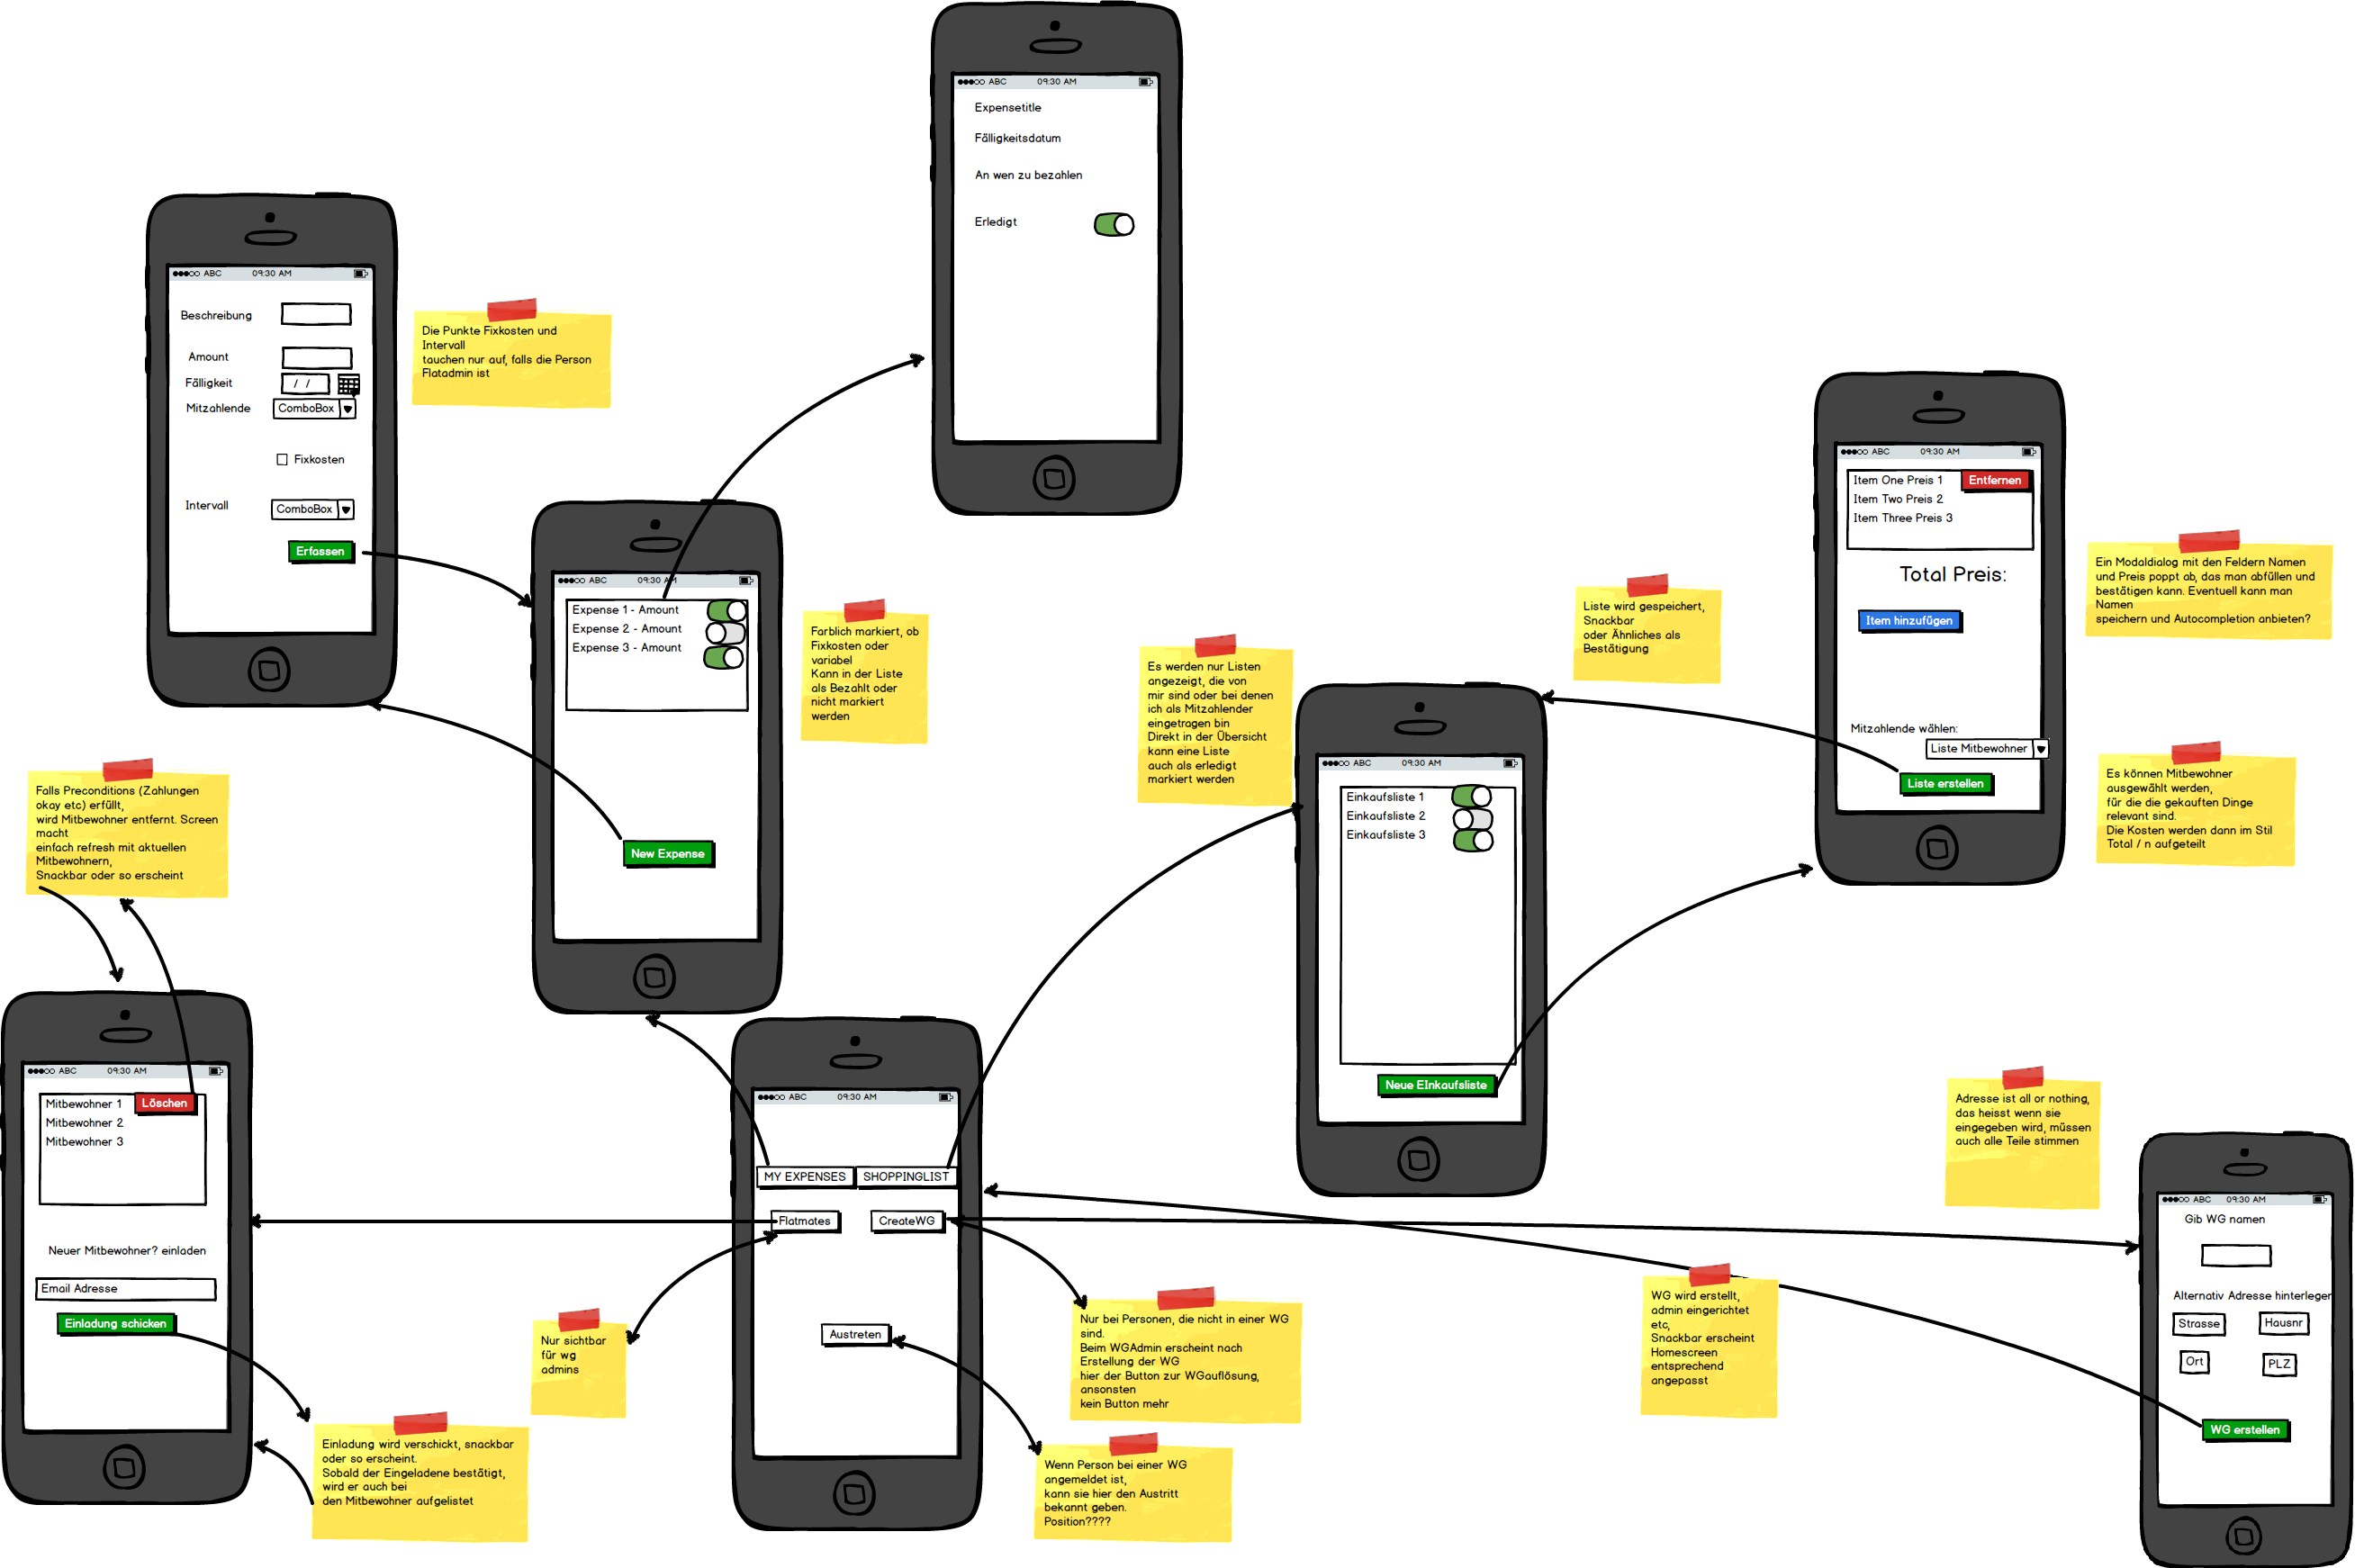 ABC 09:30 AM
Expensetitle
Fälligkeitsdatum
An wen zu bezahlen
Erledigt
ABC 09:30 AM
Beschreibung
Amount
Fälligkeit / /
Mitzahlende ComboBox
Fixkosten
Intervall ComboBox
Erfassen
Die Punkte Fixkosten und
Intervall
tauchen nur auf, falls die Person
Flatadmin ist
ABC 09:30 AM
Expense 1 - Amount
Expense 2 - Amount
Expense 3 - Amount
New Expense
Farblich markiert, ob
Fixkosten oder
variabel
Kann in der Liste
als Bezahlt oder
nicht markiert
werden
Es werden nur Listen
angezeigt, die von
mir sind oder bei denen
ich als Mitzahlender
eingetragen bin
Direkt in der Übersicht
kann eine Liste
auch als erledigt
markiert werden
ABC 09:30 AM
Einkaufsliste 1
Einkaufsliste 2
Einkaufsliste 3
Neue EInkaufsliste
Liste wird gespeichert,
Snackbar
oder Ähnliches als
Bestätigung
ABC 09:30 AM
Item One Preis 1 Entfernen
Item Two Preis 2
Item Three Preis 3
Total Preis:
Item hinzufügen
Mitzahlende wählen:
Liste Mitbewohner
Liste erstellen
Ein Modaldialog mit den Feldern Namen
und Preis poppt ab, das man abfüllen und
bestätigen kann. Eventuell kann man
Namen
speichern und Autocompletion anbieten?
Es können Mitbewohner
ausgewählt werden,
für die die gekauften Dinge
relevant sind.
Die Kosten werden dann im Stil
Total / n aufgeteilt
Falls Preconditions (Zahlungen
okay etc) erfüllt,
wird Mitbewohner entfernt. Screen
macht
einfach refresh mit aktuellen
Mitbewohnern,
Snackbar oder so erscheint
ABC 09:30 AM
Mitbewohner 1 Löschen
Mitbewohner 2
Mitbewohner 3
Neuer Mitbewohner? einladen
Email Adresse
Einladung schicken
Einladung wird verschickt, snackbar
oder so erscheint.
Sobald der Eingeladene bestätigt,
wird er auch bei
den Mitbewohner aufgelistet
Nur sichtbar
für wg
admins
ABC 09:30 AM
MY EXPENSES SHOPPINGLIST
Flatmates CreateWG
Austreten
Nur bei Personen, die nicht in einer WG
sind.
Beim WGAdmin erscheint nach
Erstellung der WG
hier der Button zur WGauflösung,
ansonsten
kein Button mehr
Wenn Person bei einer WG
angemeldet ist,
kann sie hier den Austritt
bekannt geben.
Position????
WG wird erstellt,
admin eingerichtet
etc,
Snackbar erscheint
Homescreen
entsprechend
angepasst
Adresse ist all or nothing,
das heisst wenn sie
eingegeben wird, müssen
auch alle Teile stimmen
ABC 09:30 AM
Gib WG namen
Alternativ Adresse hinterleger
Strasse Hausnr
Ort PLZ
WG erstellen